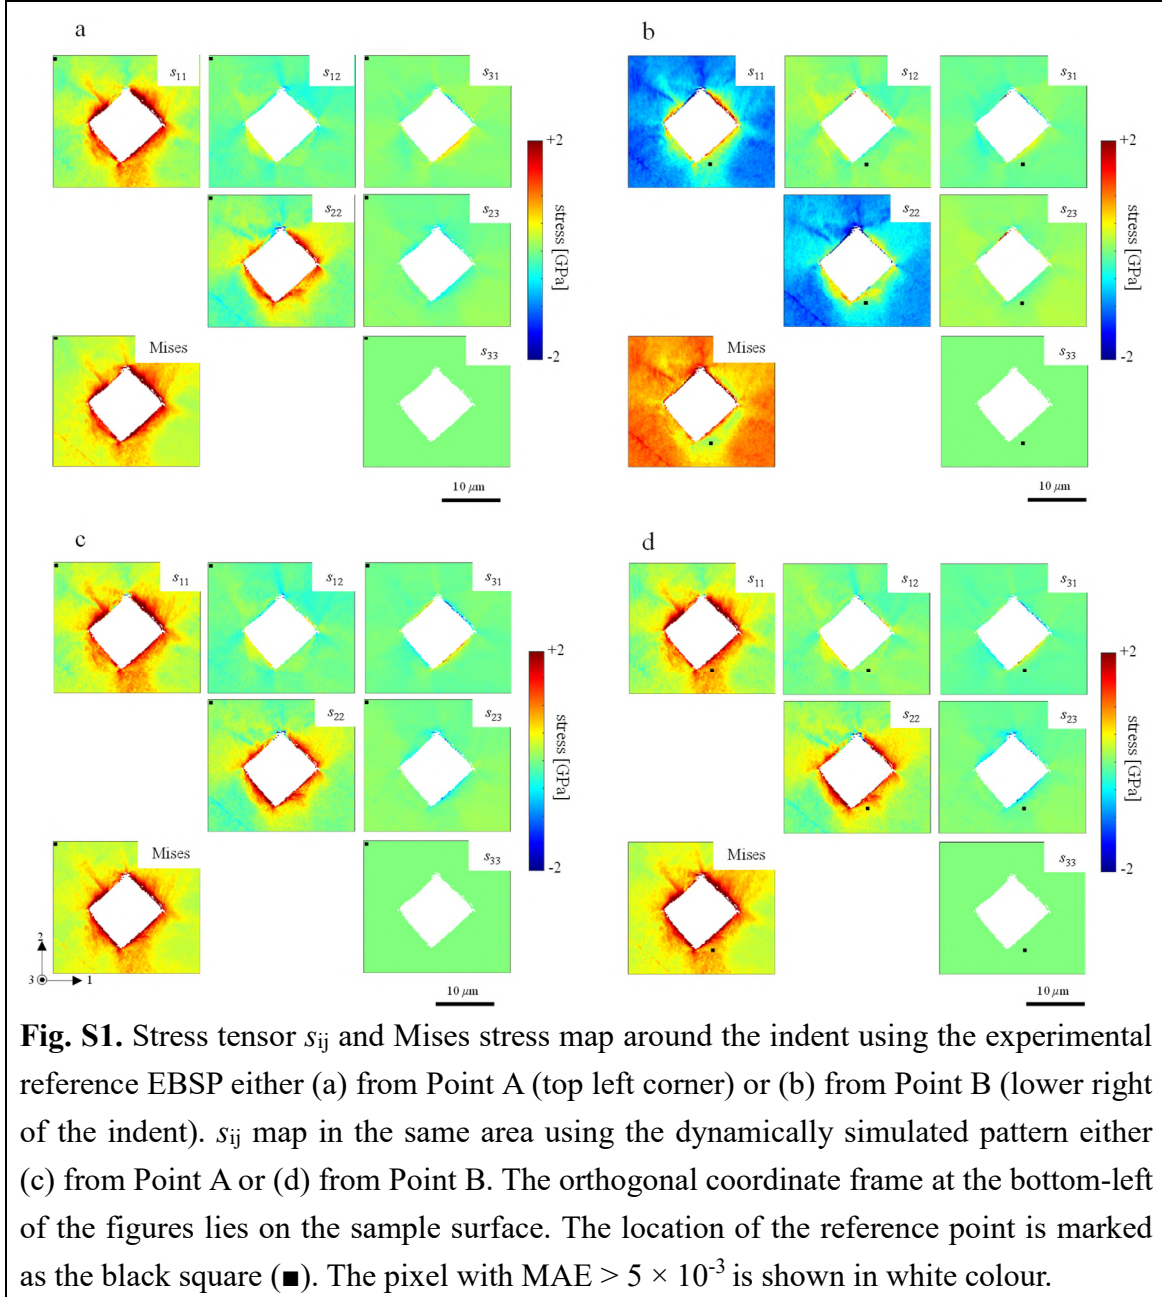 a
s11
s12
s31
+2
s22
s23
stress [GPa]
-2
Mises
s33
10 μm
b
s11
s12
s31
+2
s22
s23
stress [GPa]
-2
Mises
s33
10 μm
c
s11
s12
s31
+2
s22
s23
stress [GPa]
-2
Mises
s33
2
3
1
10 μm
d
s11
s12
s31
+2
s22
s23
stress [GPa]
-2
Mises
s33
10 μm
Fig. S1. Stress tensor sij and Mises stress map around the indent using the experimental
reference EBSP either (a) from Point A (top left corner) or (b) from Point B (lower right
of the indent). sij map in the same area using the dynamically simulated pattern either
(c) from Point A or (d) from Point B. The orthogonal coordinate frame at the bottom-left
of the figures lies on the sample surface. The location of the reference point is marked
as the black square (■). The pixel with MAE > 5 × 10-3 is shown in white colour.